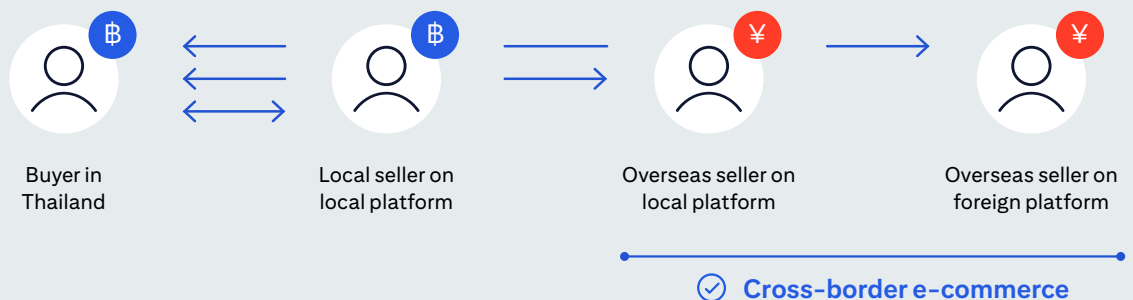 ฿
฿
¥
¥
Buyer in
Thailand
Local seller on
local platform
Overseas seller on
local platform
Overseas seller on
foreign platform
Cross-border e-commerce